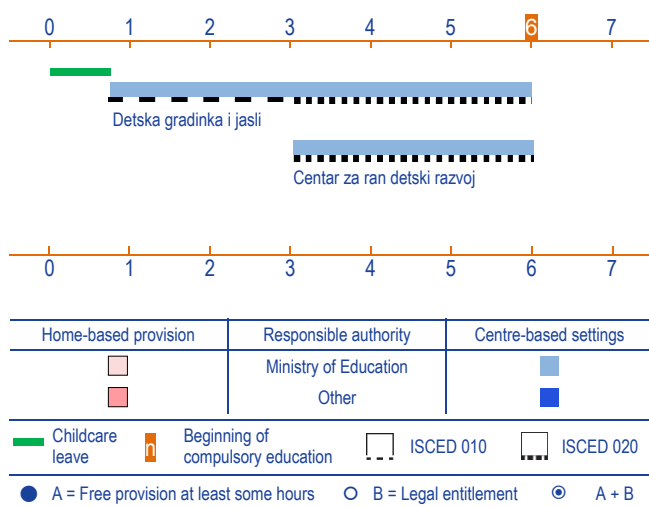 0 1 2 3 4 5 6 7
Detska gradinka i jasli
Centar za ran detski razvoj
0 1 2 3 4 5 6 7
Home-based provision Responsible authority Centre-based settings
Ministry of Education
Other
Childcare leave
n Beginning of compulsory education
ISCED 010
ISCED 020
A = Free provision at least some hours B = Legal entitlement A + B